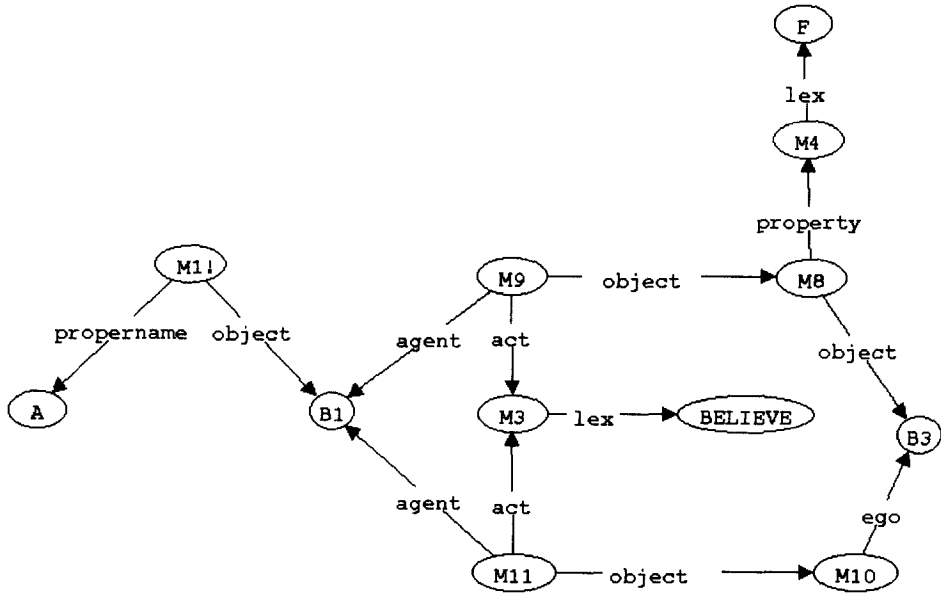 F
lex
M4
property
M1! M9 object M8
propername object agent act object
A B1 M3 lex BELIEVE B3
agent act ego
M11 object M10